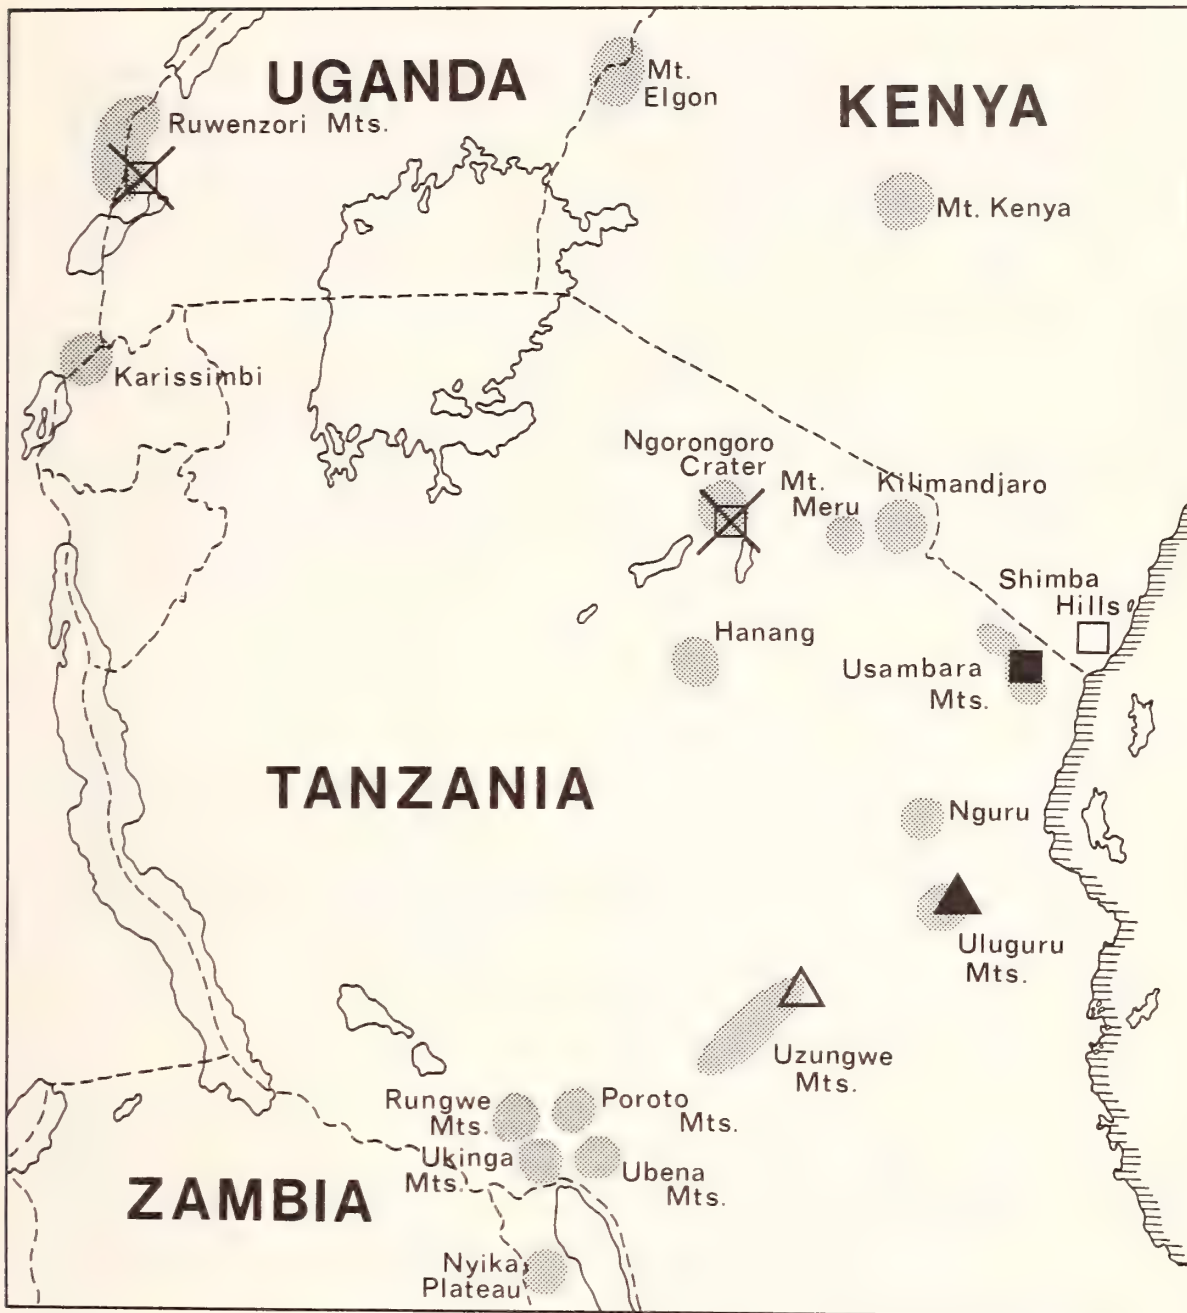 UGANDA
Mt.
Elgon
KENYA
Ruwenzori Mts.
Mt. Kenya
Karissimbi
Ngorongoro
Crater
Mt.
Meru
Kilimandjaro
Shimba
Hills
Hanang
Usambara
Mts.
TANZANIA
Nguru
Uluguru
Mts.
Uzungwe
Mts.
Rungwe
Mts.
Poroto
Mts.
Ukinga
Mts.
Ubena
Mts.
ZAMBIA
Nyika
Plateau